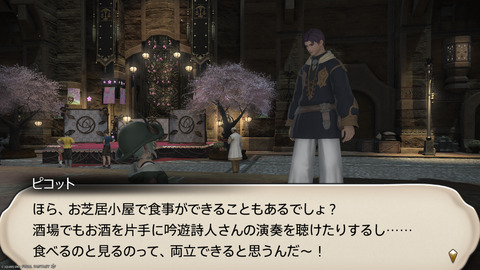 ピコット
ほら、お芝居小屋で食事ができることもあるでしょ？
酒場でもお酒を片手に吟遊詩人さんの演奏を聴けたりするし……
食べるのと見るのって、両立できると思うんだ～！